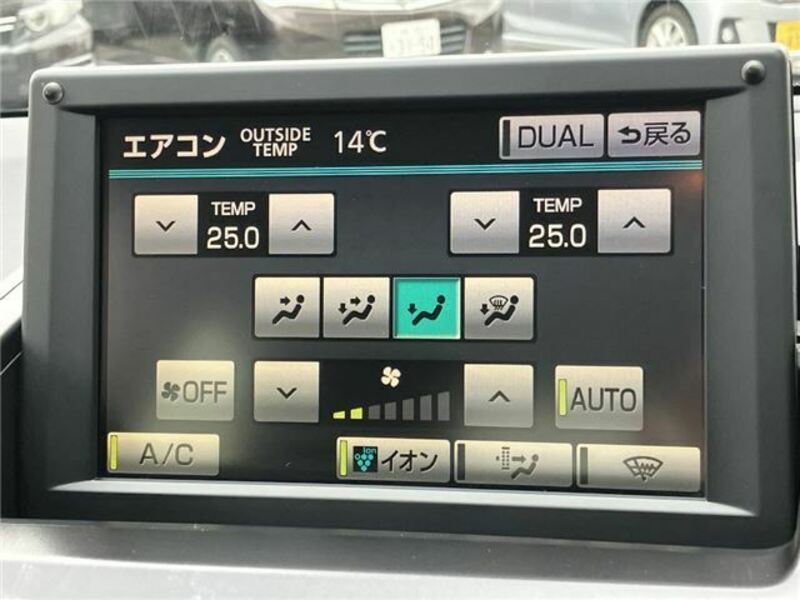 エアコン OUTSIDE TEMP 14℃ DUAL 戻る
TEMP 25.0 TEMP 25.0
OFF AUTO
A/C Ion イオン